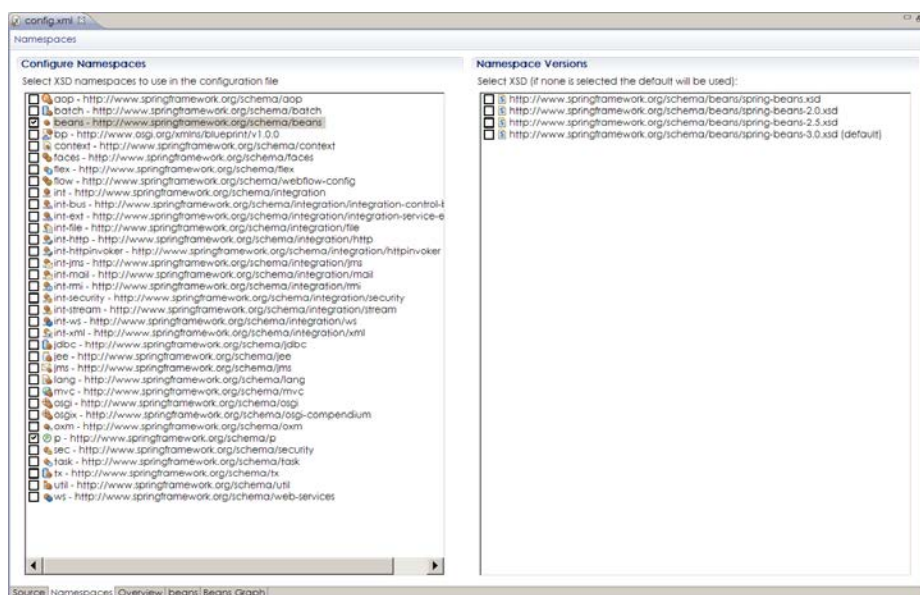 config.xml
Namespaces
Configure Namespaces
Select XSD namespaces to use in the configuration file
aop - http://www.springframework.org/schema/aop
batch - http://www.springframework.org/schema/batch
beans - http://www.springframework.org/schema/beans
bp - http://www.osgi.org/xmlns/blueprint/v1.0.0
context - http://www.springframework.org/schema/context
faces - http://www.springframework.org/schema/faces
flex - http://www.springframework.org/schema/flex
flow - http://www.springframework.org/schema/webflow-config
int - http://www.springframework.org/schema/integration
int-bus - http://www.springframework.org/schema/integration/integration-control-b
int-ext - http://www.springframework.org/schema/integration/integration-service-e
int-file - http://www.springframework.org/schema/integration/file
int-http - http://www.springframework.org/schema/integration/http
int-httpinvoker - http://www.springframework.org/schema/integration/httpinvoker
int-jms - http://www.springframework.org/schema/integration/jms
int-mail - http://www.springframework.org/schema/integration/mail
int-rmi - http://www.springframework.org/schema/integration/rmi
int-security - http://www.springframework.org/schema/integration/security
int-stream - http://www.springframework.org/schema/integration/stream
int-ws - http://www.springframework.org/schema/integration/ws
int-xml - http://www.springframework.org/schema/integration/xml
jdbc - http://www.springframework.org/schema/jdbc
jee - http://www.springframework.org/schema/jee
jms - http://www.springframework.org/schema/jms
lang - http://www.springframework.org/schema/lang
mvc - http://www.springframework.org/schema/mvc
osgi - http://www.springframework.org/schema/osgi
osgix - http://www.springframework.org/schema/osgi-compendium
oxm - http://www.springframework.org/schema/oxm
p - http://www.springframework.org/schema/p
sec - http://www.springframework.org/schema/security
task - http://www.springframework.org/schema/task
tx - http://www.springframework.org/schema/tx
util - http://www.springframework.org/schema/util
ws - http://www.springframework.org/schema/web-services
Namespace Versions
Select XSD (if none is selected the default will be used):
http://www.springframework.org/schema/beans/spring-beans.xsd
http://www.springframework.org/schema/beans/spring-beans-2.0.xsd
http://www.springframework.org/schema/beans/spring-beans-2.5.xsd
http://www.springframework.org/schema/beans/spring-beans-3.0.xsd (default)
Source Namespaces Overview beans Beans Graph